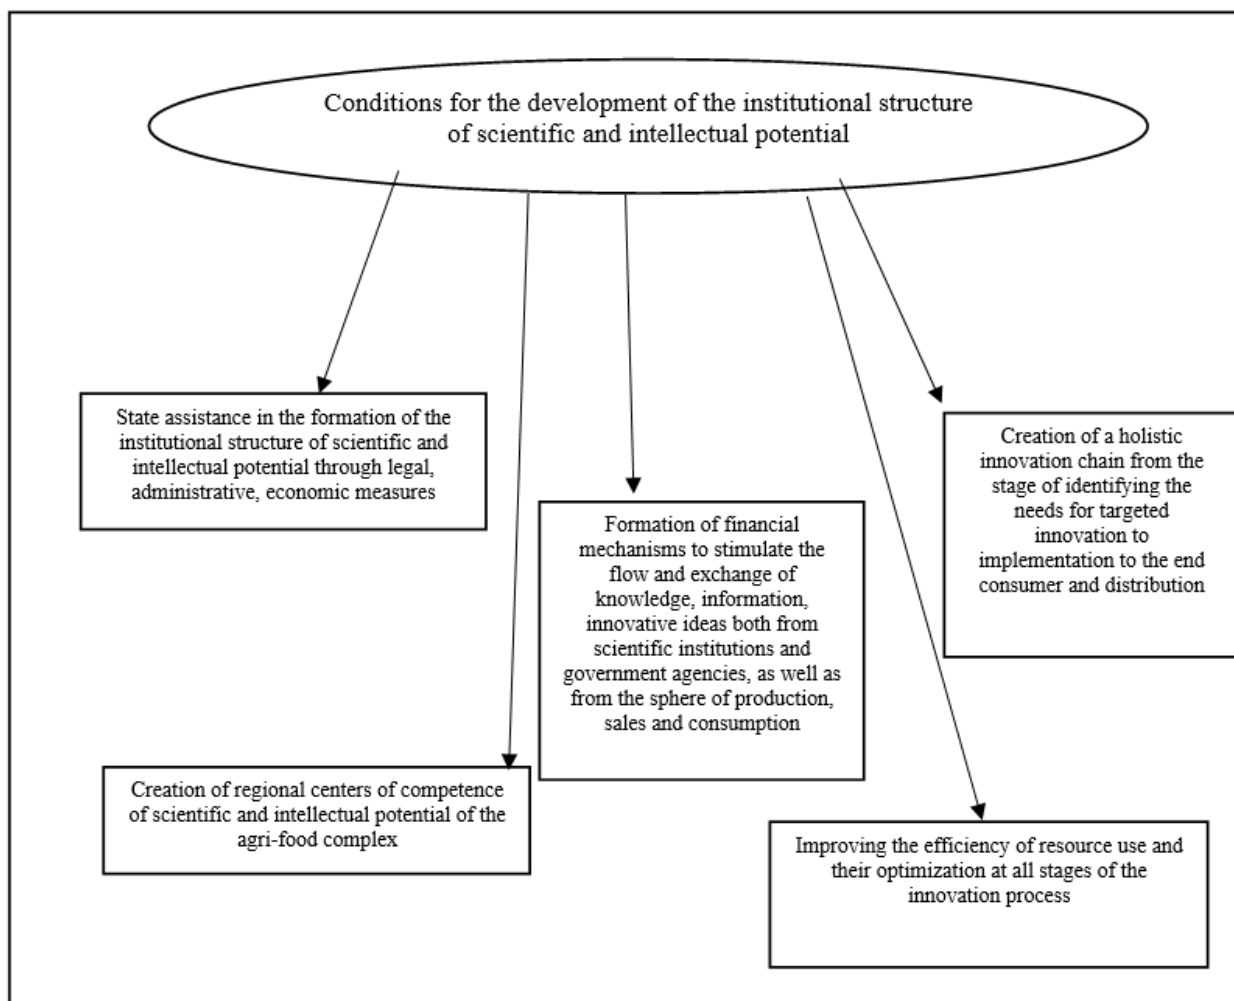 Conditions for the development of the institutional structure
of scientific and intellectual potential
State assistance in the formation of the
institutional structure of scientific and
intellectual potential through legal,
administrative, economic measures
Creation of a holistic
innovation chain from the
stage of identifying the
needs for targeted
innovation to
implementation to the end
consumer and distribution
Formation of financial
mechanisms to stimulate the
flow and exchange of
knowledge, information,
innovative ideas both from
scientific institutions and
government agencies, as well as
from the sphere of production,
sales and consumption
Creation of regional centers of competence
of scientific and intellectual potential of the
agri-food complex
Improving the efficiency of resource use and
their optimization at all stages of the
innovation process